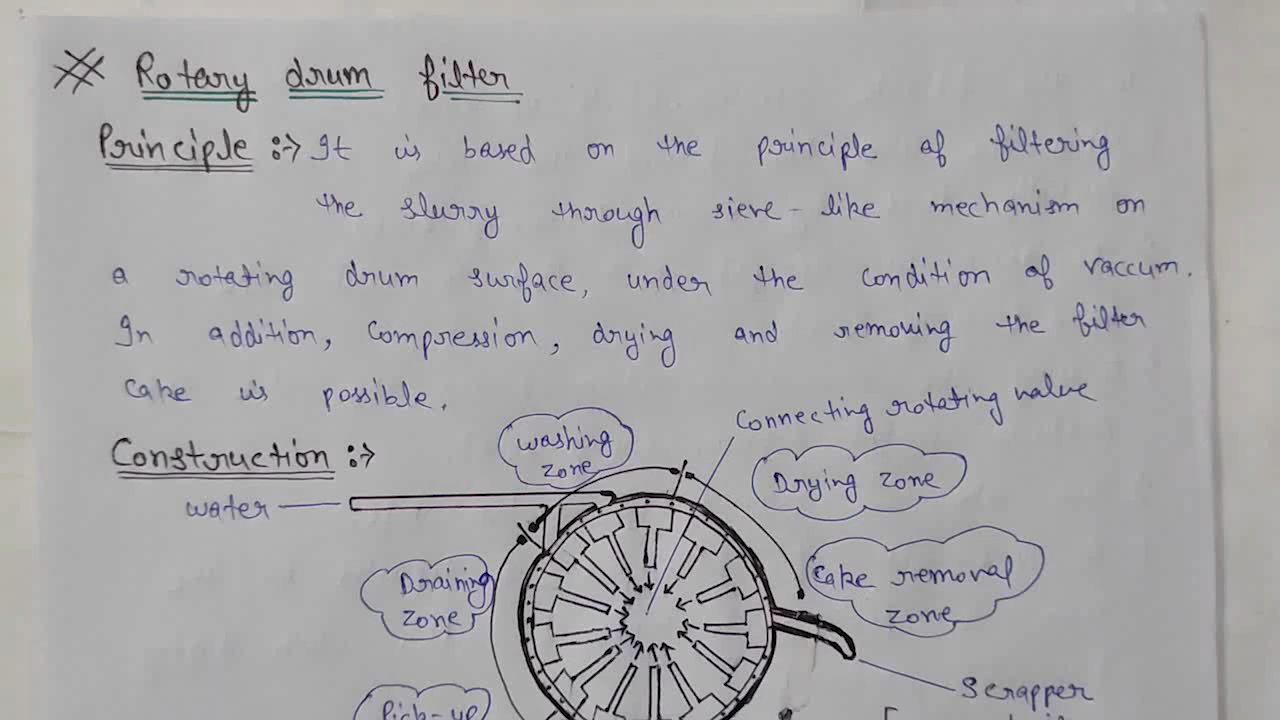 Rotary drum filter
Principle :→ It is based on the principle of filtering
the slurry through sieve-like mechanism on
a rotating drum surface, under the condition of vaccum.
In addition, compression, drying and removing the filter
cake is possible.
Connecting rotating valve
Construction :→
washing
zone
Drying zone
water
Draining
zone
Cake removal
zone
Scrapper
Pick-up